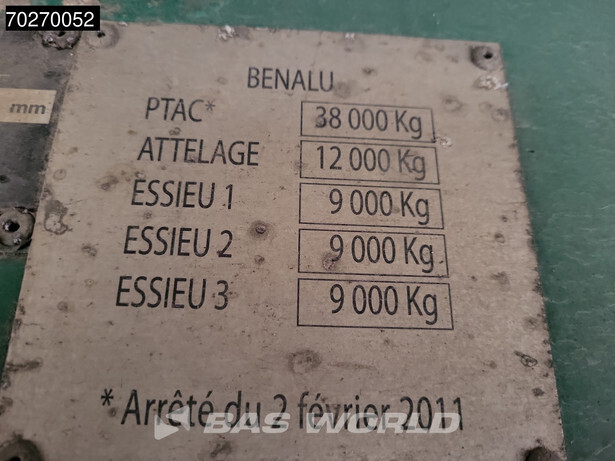 70270052
mm
BENALU
PTAC* 38 000 Kg
ATTELAGE 12 000 Kg
ESSIEU 1 9 000 Kg
ESSIEU 2 9 000 Kg
ESSIEU 3 9 000 Kg
* Arrêté du 2 février 2011
BAS WORLD